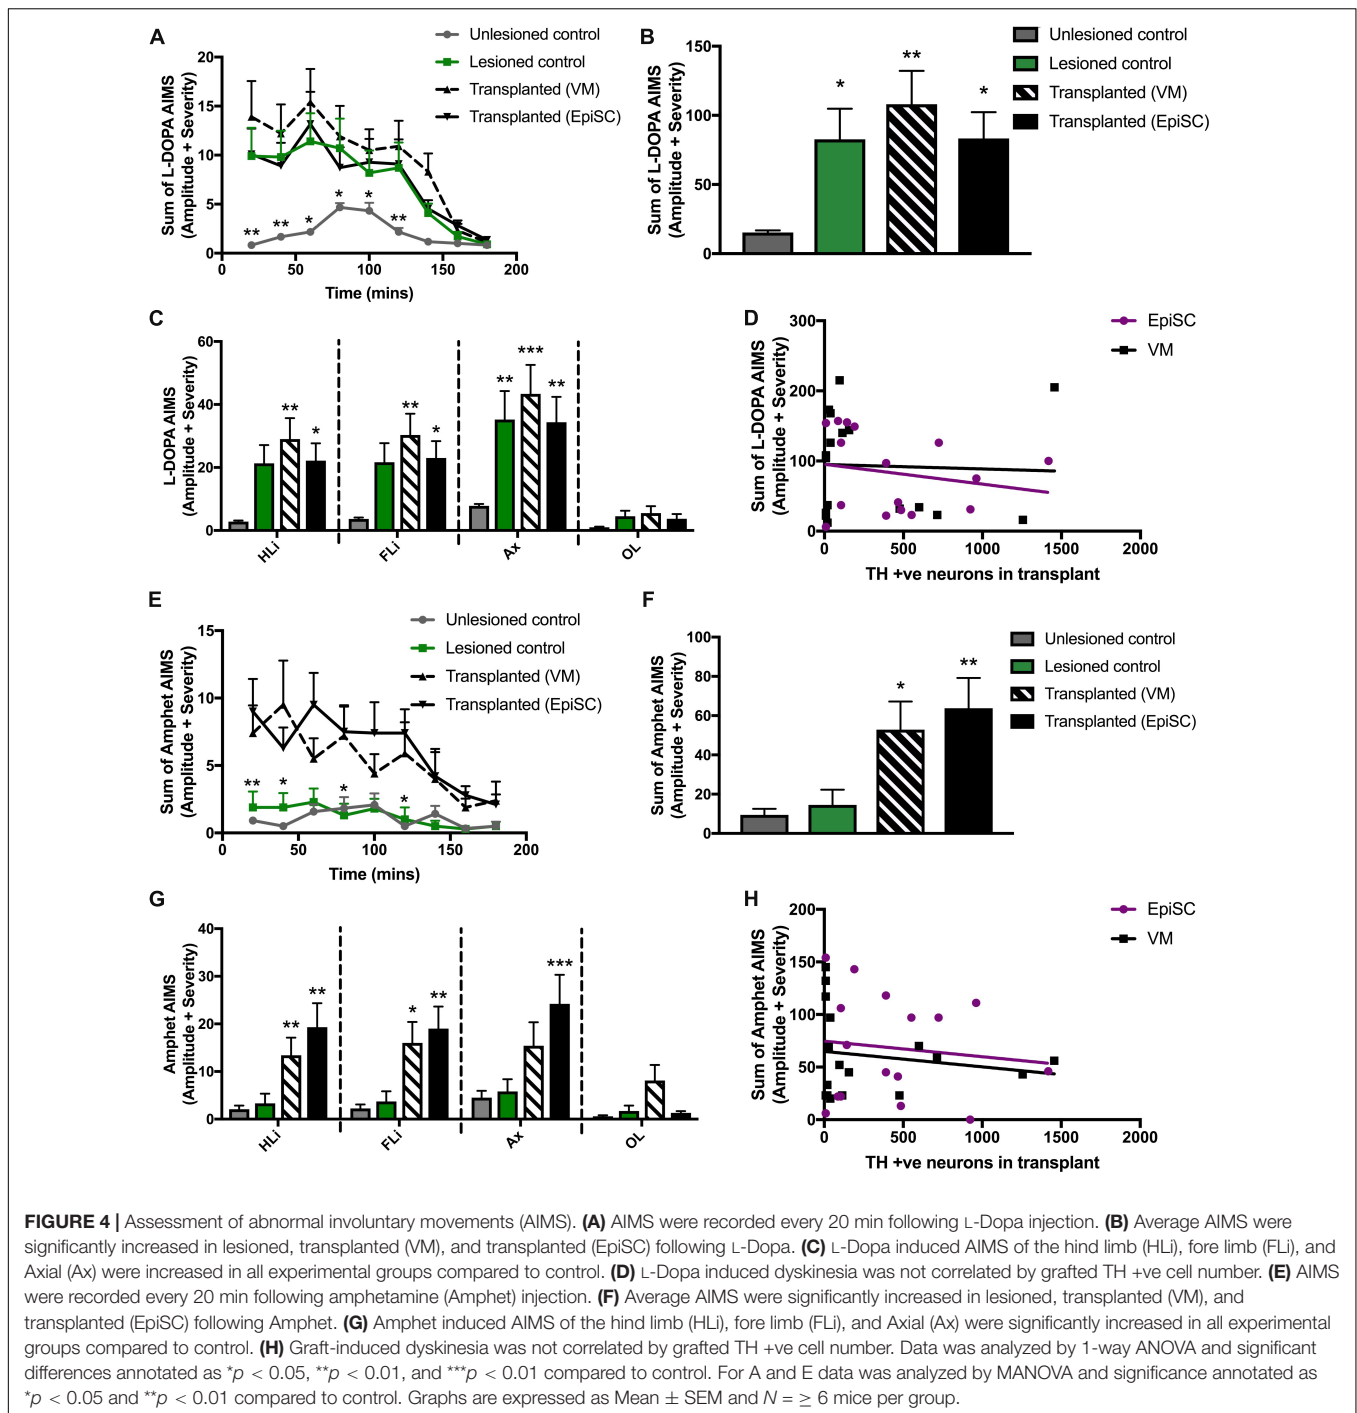 A
Unlesioned control
Lesioned control
Transplanted (VM)
Transplanted (EpiSC)
Sum of L-DOPA AIMS
(Amplitude + Severity)
20
15
10
5
0
** ** * * * **
0 50 100 150 200
Time (mins)
B
Unlesioned control
Lesioned control
Transplanted (VM)
Transplanted (EpiSC)
Sum of L-DOPA AIMS
(Amplitude + Severity)
150
100
50
0
* ** *
C
L-DOPA AIMS
(Amplitude + Severity)
60
40
20
0
** * ** * ** *** **
HLi FLi Ax OL
D
EpiSC
VM
Sum of L-DOPA AIMS
(Amplitude + Severity)
300
200
100
0
0 500 1000 1500 2000
TH +ve neurons in transplant
E
Unlesioned control
Lesioned control
Transplanted (VM)
Transplanted (EpiSC)
Sum of Amphet AIMS
(Amplitude + Severity)
15
10
5
0
** * * *
0 50 100 150 200
Time (mins)
F
Unlesioned control
Lesioned control
Transplanted (VM)
Transplanted (EpiSC)
Sum of Amphet AIMS
(Amplitude + Severity)
100
80
60
40
20
0
* **
G
Amphet AIMS
(Amplitude + Severity)
40
30
20
10
0
** ** * ** ***
HLi FLi Ax OL
H
EpiSC
VM
Sum of Amphet AIMS
(Amplitude + Severity)
200
150
100
50
0
0 500 1000 1500 2000
TH +ve neurons in transplant
FIGURE 4 | Assessment of abnormal involuntary movements (AIMS). (A) AIMS were recorded every 20 min following L-Dopa injection. (B) Average AIMS were
significantly increased in lesioned, transplanted (VM), and transplanted (EpiSC) following L-Dopa. (C) L-Dopa induced AIMS of the hind limb (HLi), fore limb (FLi), and
Axial (Ax) were increased in all experimental groups compared to control. (D) L-Dopa induced dyskinesia was not correlated by grafted TH +ve cell number. (E) AIMS
were recorded every 20 min following amphetamine (Amphet) injection. (F) Average AIMS were significantly increased in lesioned, transplanted (VM), and
transplanted (EpiSC) following Amphet. (G) Amphet induced AIMS of the hind limb (HLi), fore limb (FLi), and Axial (Ax) were significantly increased in all experimental
groups compared to control. (H) Graft-induced dyskinesia was not correlated by grafted TH +ve cell number. Data was analyzed by 1-way ANOVA and significant
differences annotated as *p < 0.05, **p < 0.01, and ***p < 0.01 compared to control. For A and E data was analyzed by MANOVA and significance annotated as
*p < 0.05 and **p < 0.01 compared to control. Graphs are expressed as Mean ± SEM and N = ≥ 6 mice per group.